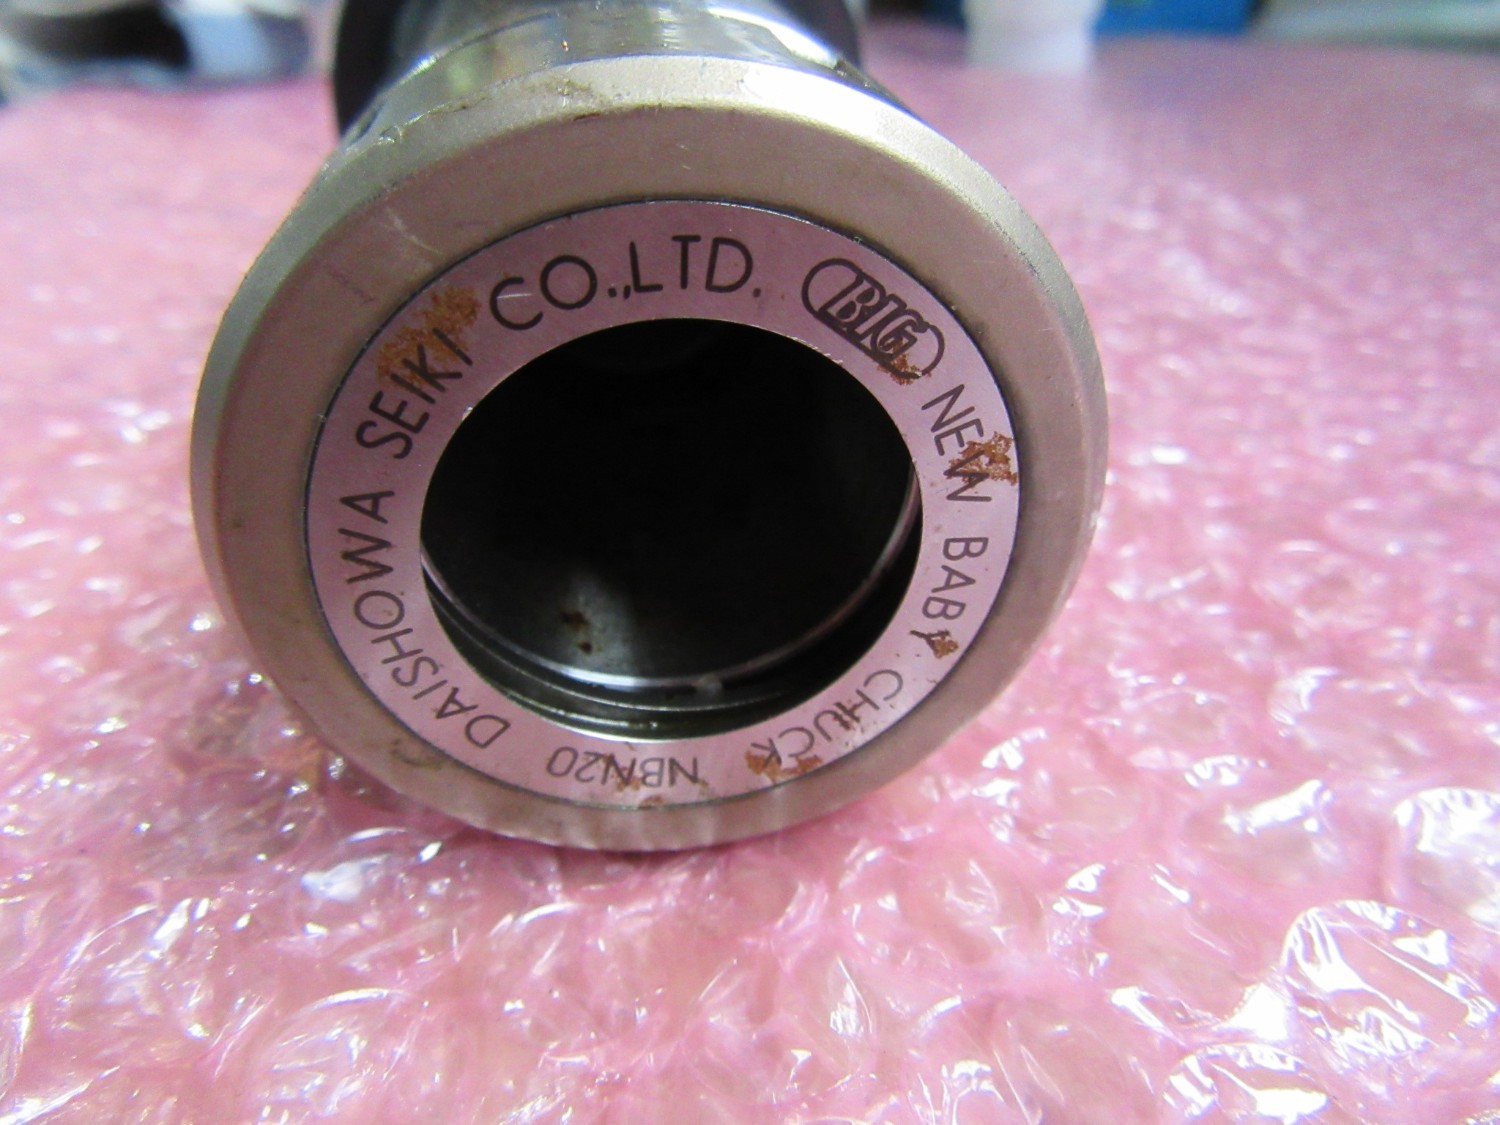 DAISHOWA SEIKI CO.,LTD.
BIG
NEW BABY CHUCK NBN20